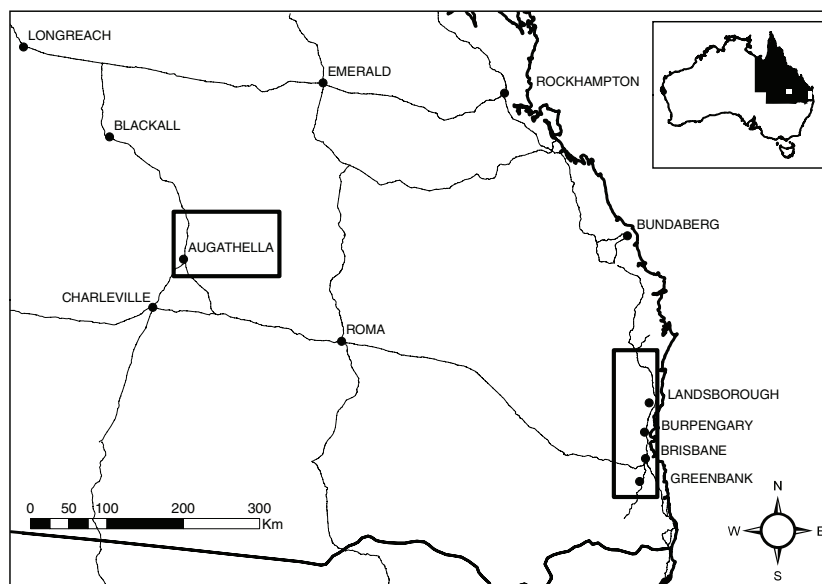 LONGREACH
EMERALD
ROCKHAMPTON
BLACKALL
BUNDABERG
AUGATHELLA
CHARLEVILLE
ROMA
LANDSBOROUGH
BURPENGARY
BRISBANE
GREENBANK
0 50 100 200 300
Km
N
W E
S